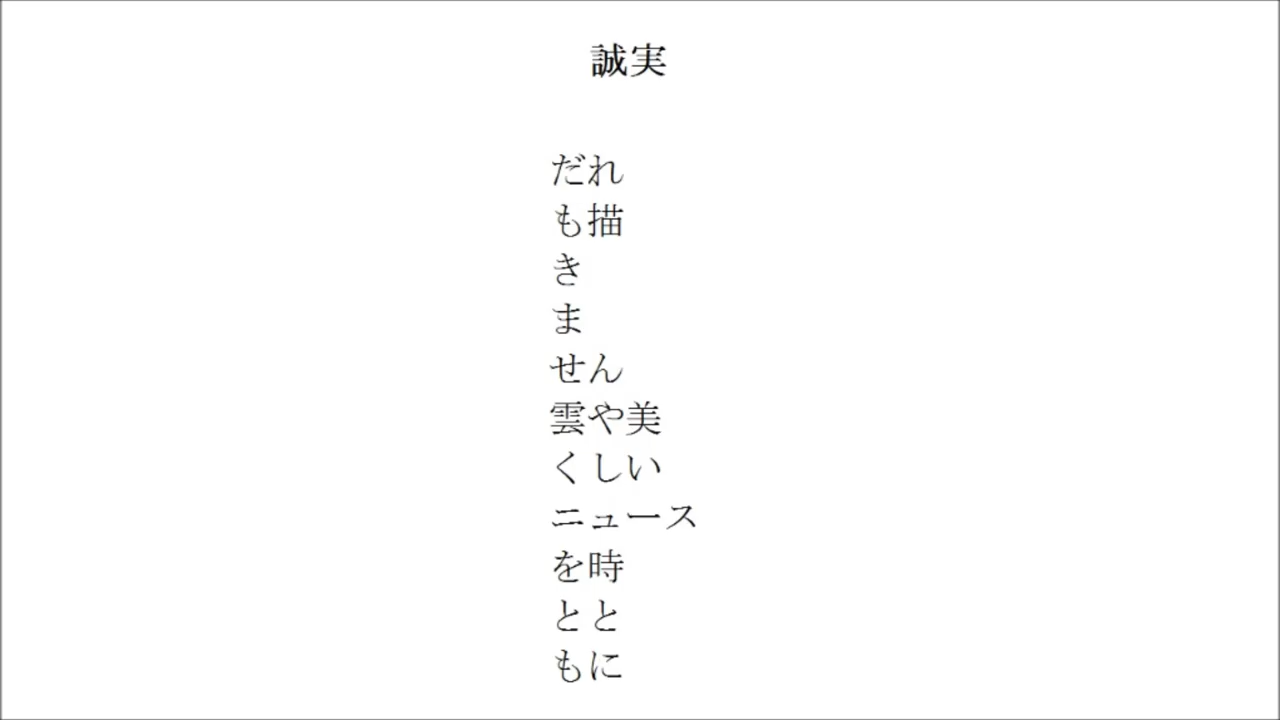 誠実
だれ
も描
き
ま
せん
雲や美
くしい
ニュース
を時
とと
もに